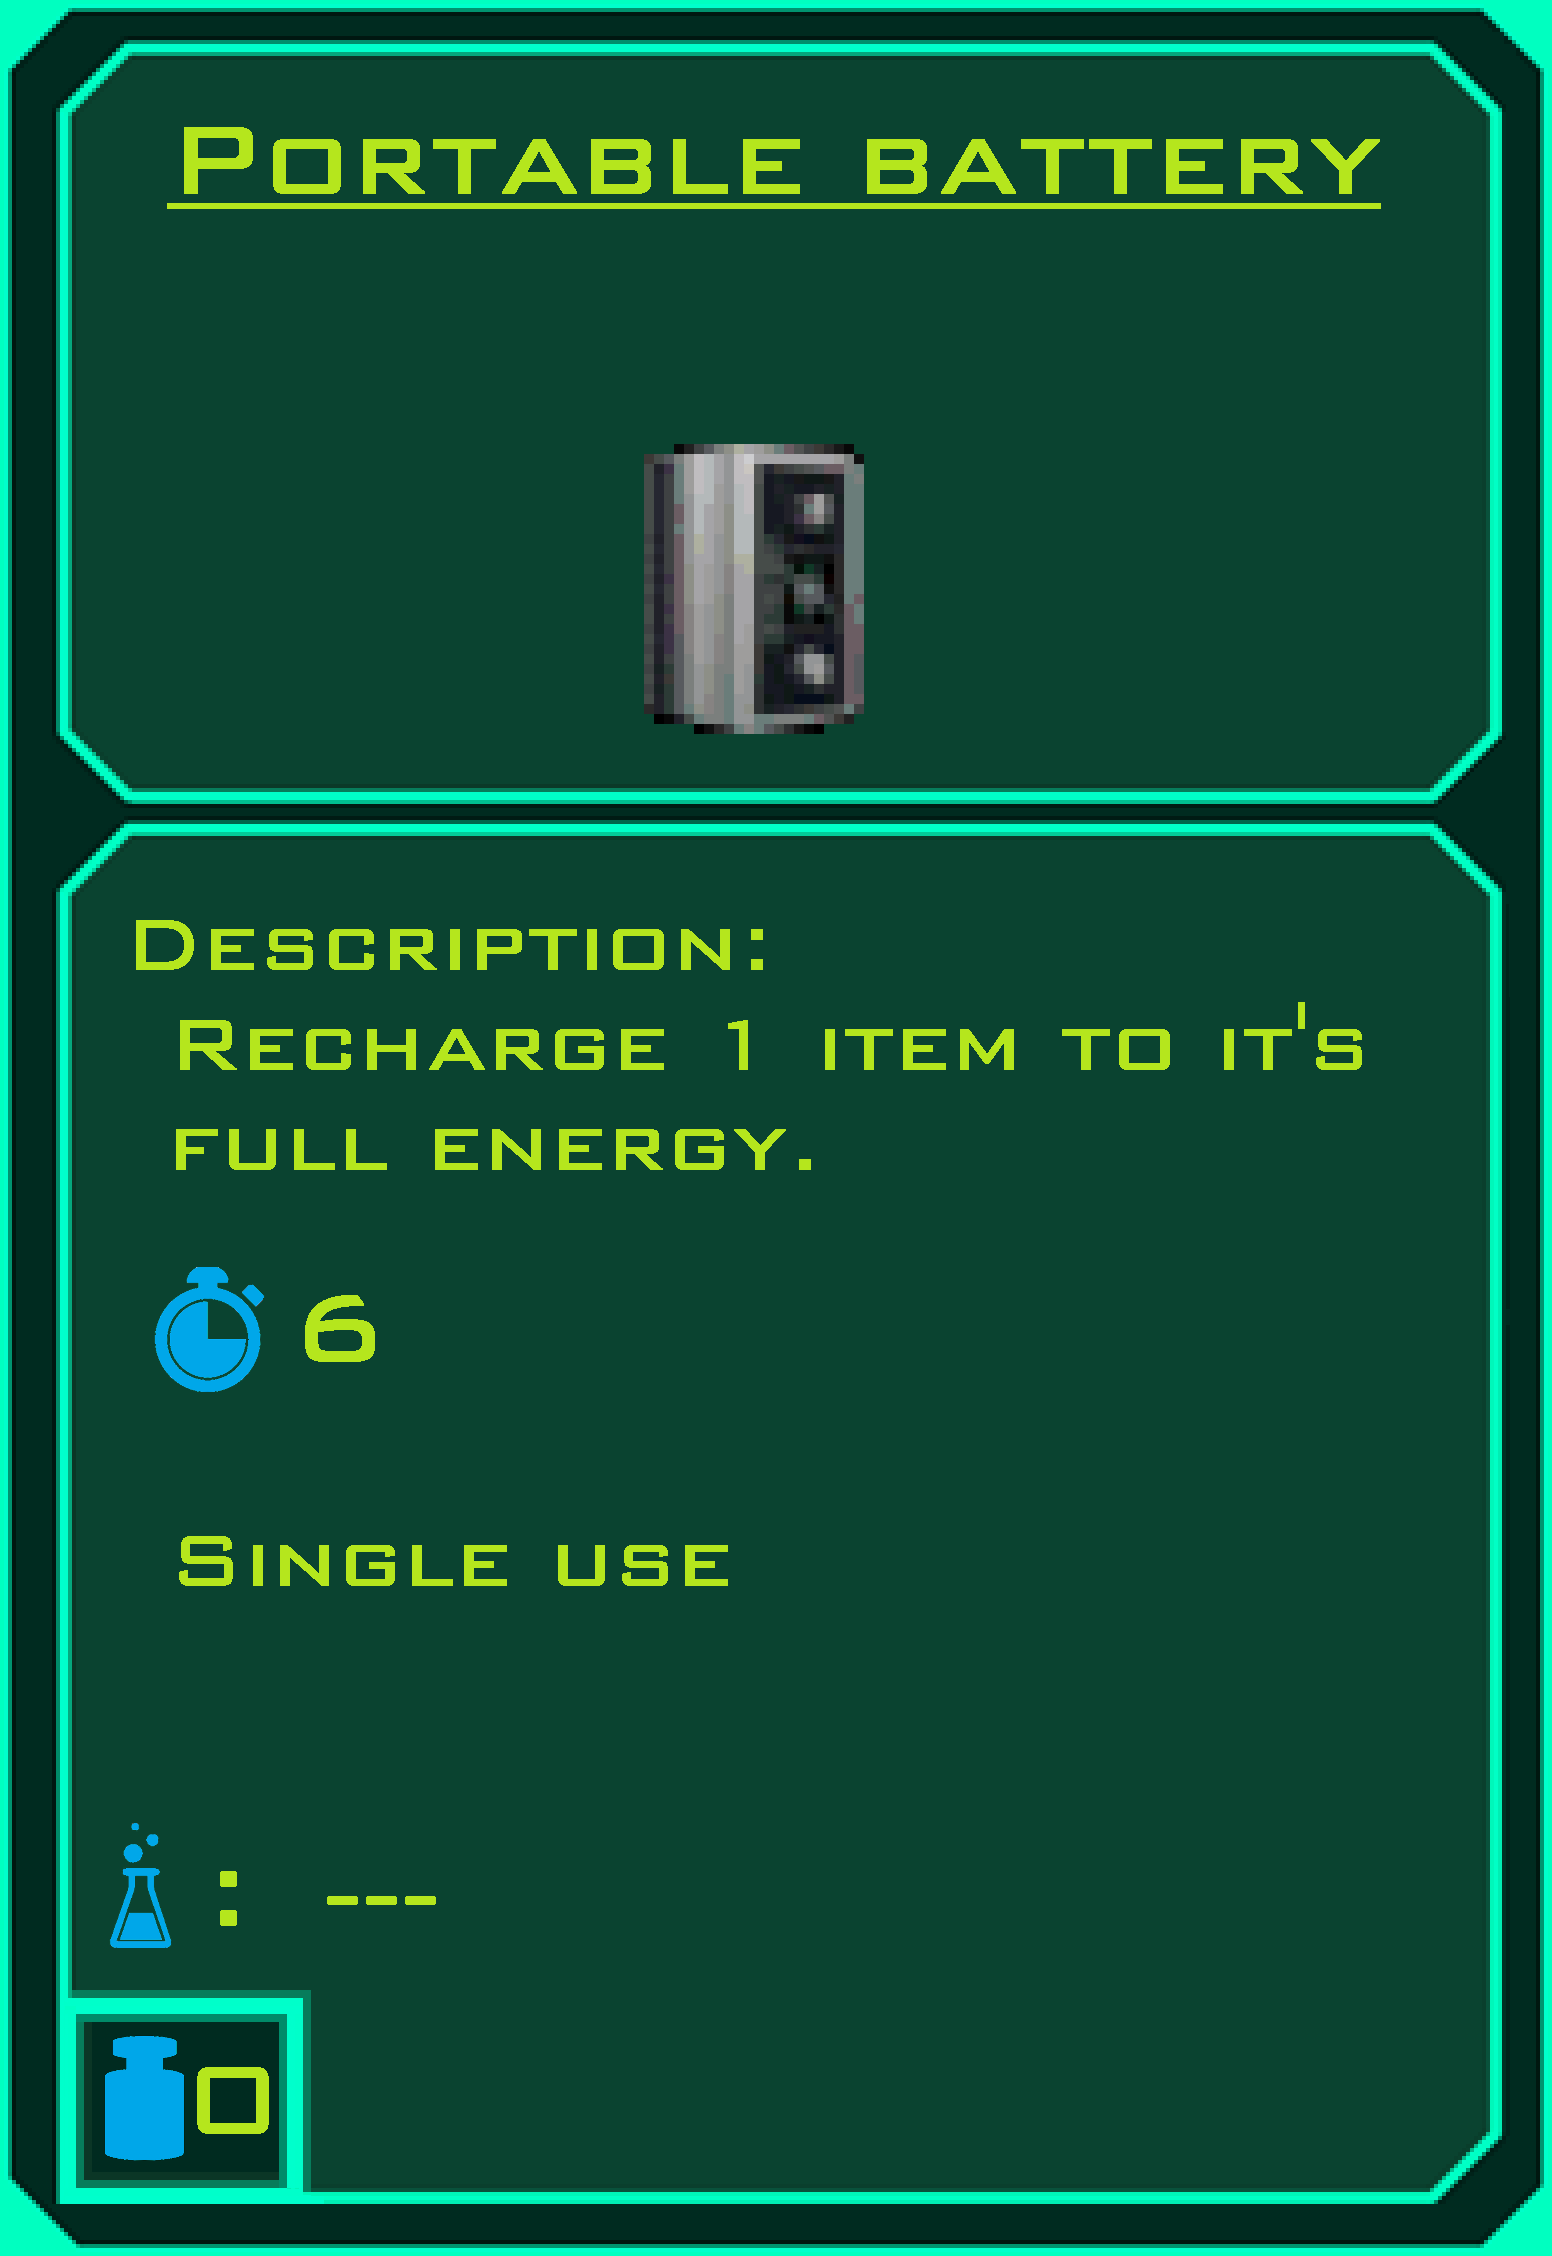 Portable battery
Description:
Recharge 1 item to it's
full energy.
6
Single use
: ---
0